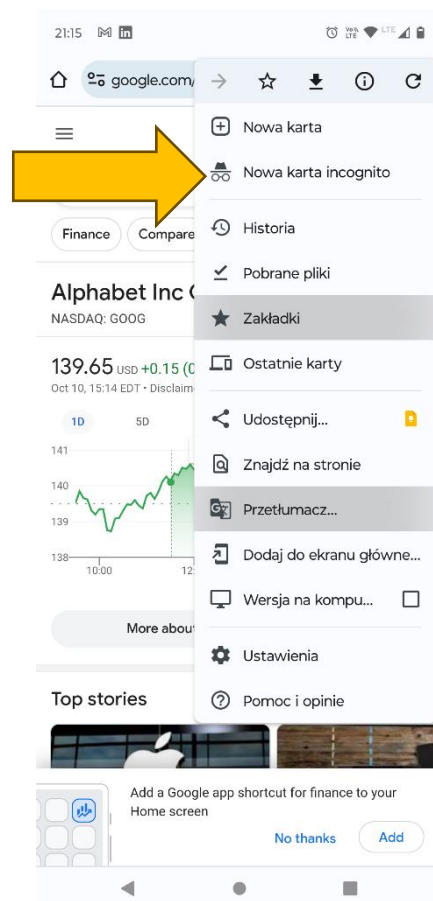 21:15
VoLTE LTE
google.com/
Nowa karta
Nowa karta incognito
Finance
Compare
Historia
Pobrane pliki
Alphabet Inc
NASDAQ: GOOG
Zakładki
139.65 USD +0.15 (0
Oct 10, 15:14 EDT • Disclaim
Ostatnie karty
1D 5D
Udostępnij...
141
Znajdź na stronie
140
Przetłumacz...
139
138
10:00 12:
Dodaj do ekranu główne...
Wersja na kompu...
More about
Ustawienia
Top stories
Pomoc i opinie
Add a Google app shortcut for finance to your
Home screen
No thanks
Add